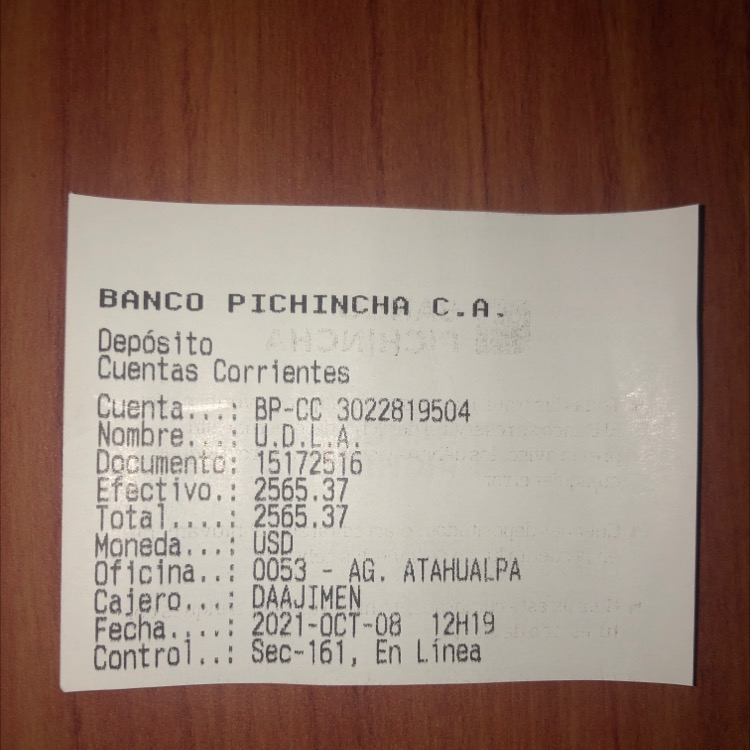 BANCO PICHINCHA C.A.
Depósito
Cuentas Corrientes
Cuenta...: BP-CC 3022819504
Nombre...: U.D.L.A.
Documento: 15172516
Efectivo.: 2565.37
Total....: 2565.37
Moneda...: USD
Oficina..: 0053 - AG. ATAHUALPA
Cajero...: DAAJIMEN
Fecha....: 2021-OCT-08 12H19
Control..: Sec-161, En Línea